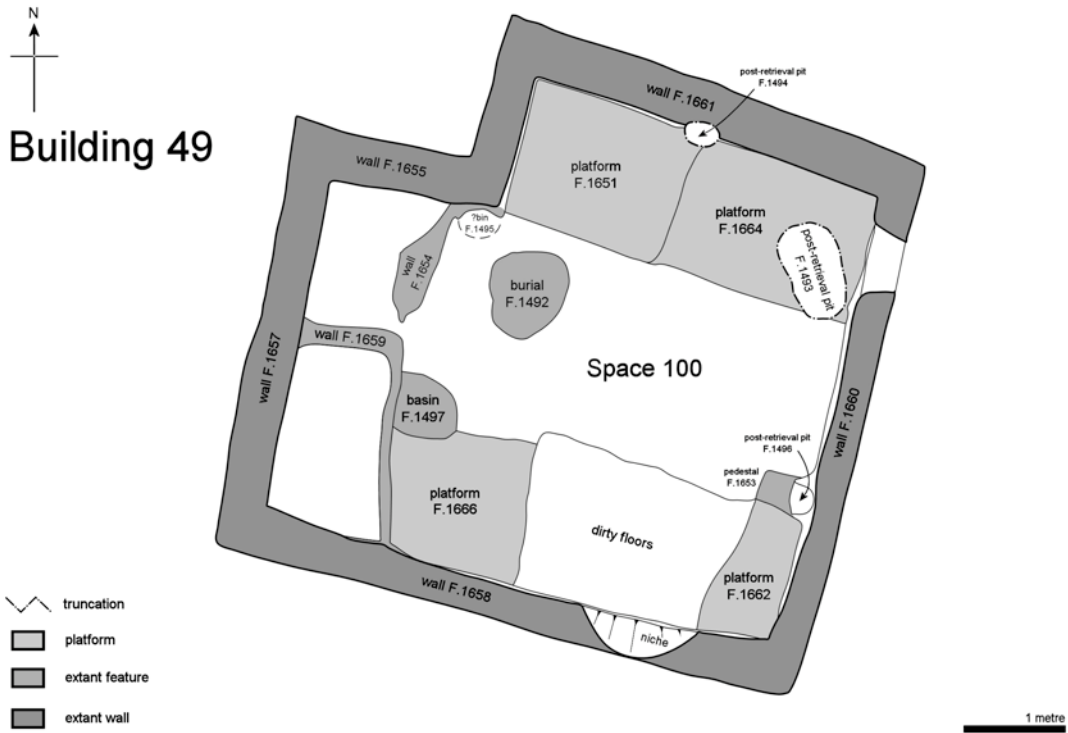 N
Building 49
post-retrieval pit
F.1494
wall F.1661
wall F.1655
platform
F.1651
platform
F.1664
?bin
F.1495
post-retrieval pit
F.1493
wall
F.1654
burial
F.1492
wall F.1659
wall F.1657
Space 100
basin
F.1497
wall F.1660
post-retrieval pit
F.1496
pedestal
F.1653
platform
F.1666
dirty floors
platform
F.1662
wall F.1658
niche
truncation
platform
extant feature
extant wall
1 metre